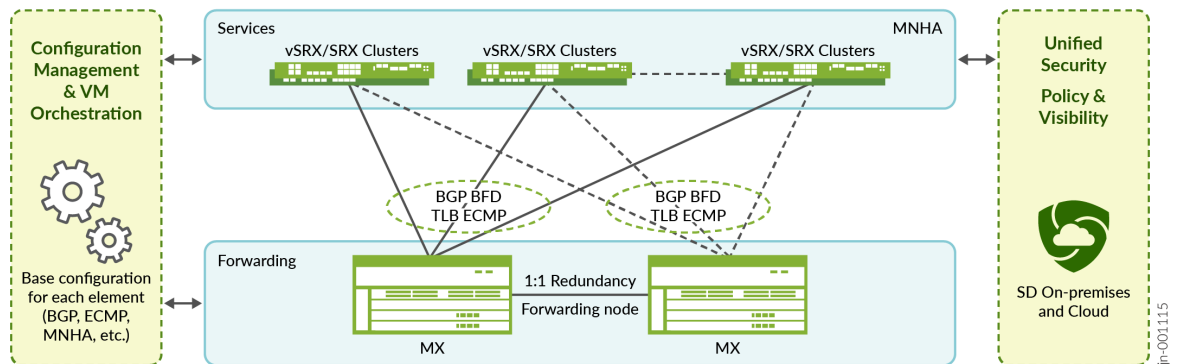 Configuration
Management
& VM
Orchestration
Base configuration
for each element
(BGP, ECMP,
MNHA, etc.)
Services
MNHA
vSRX/SRX Clusters
vSRX/SRX Clusters
vSRX/SRX Clusters
BGP BFD
TLB ECMP
BGP BFD
TLB ECMP
Forwarding
1:1 Redundancy
Forwarding node
MX
MX
Unified
Security
Policy &
Visibility
SD On-premises
and Cloud
jn-001115